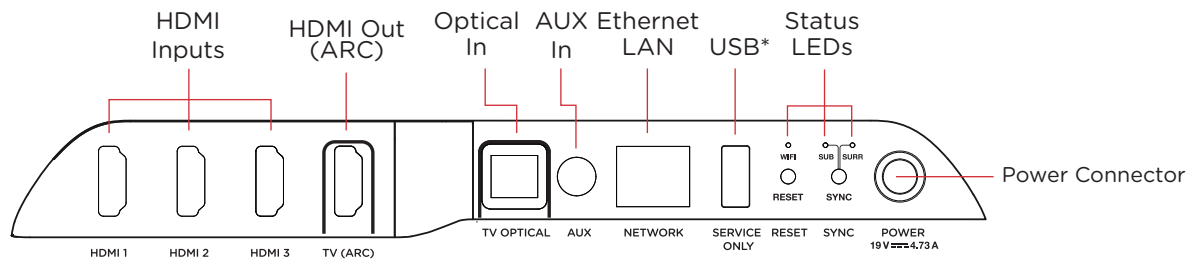 HDMI
Inputs
HDMI Out
(ARC)
Optical
In
AUX
In
Ethernet
LAN
USB*
Status
LEDs
Power Connector
WIFI
SUB
SURR
RESET
SYNC
HDMI 1
HDMI 2
HDMI 3
TV (ARC)
TV OPTICAL
AUX
NETWORK
SERVICE
ONLY
RESET
SYNC
POWER
19 V⎓4.73 A